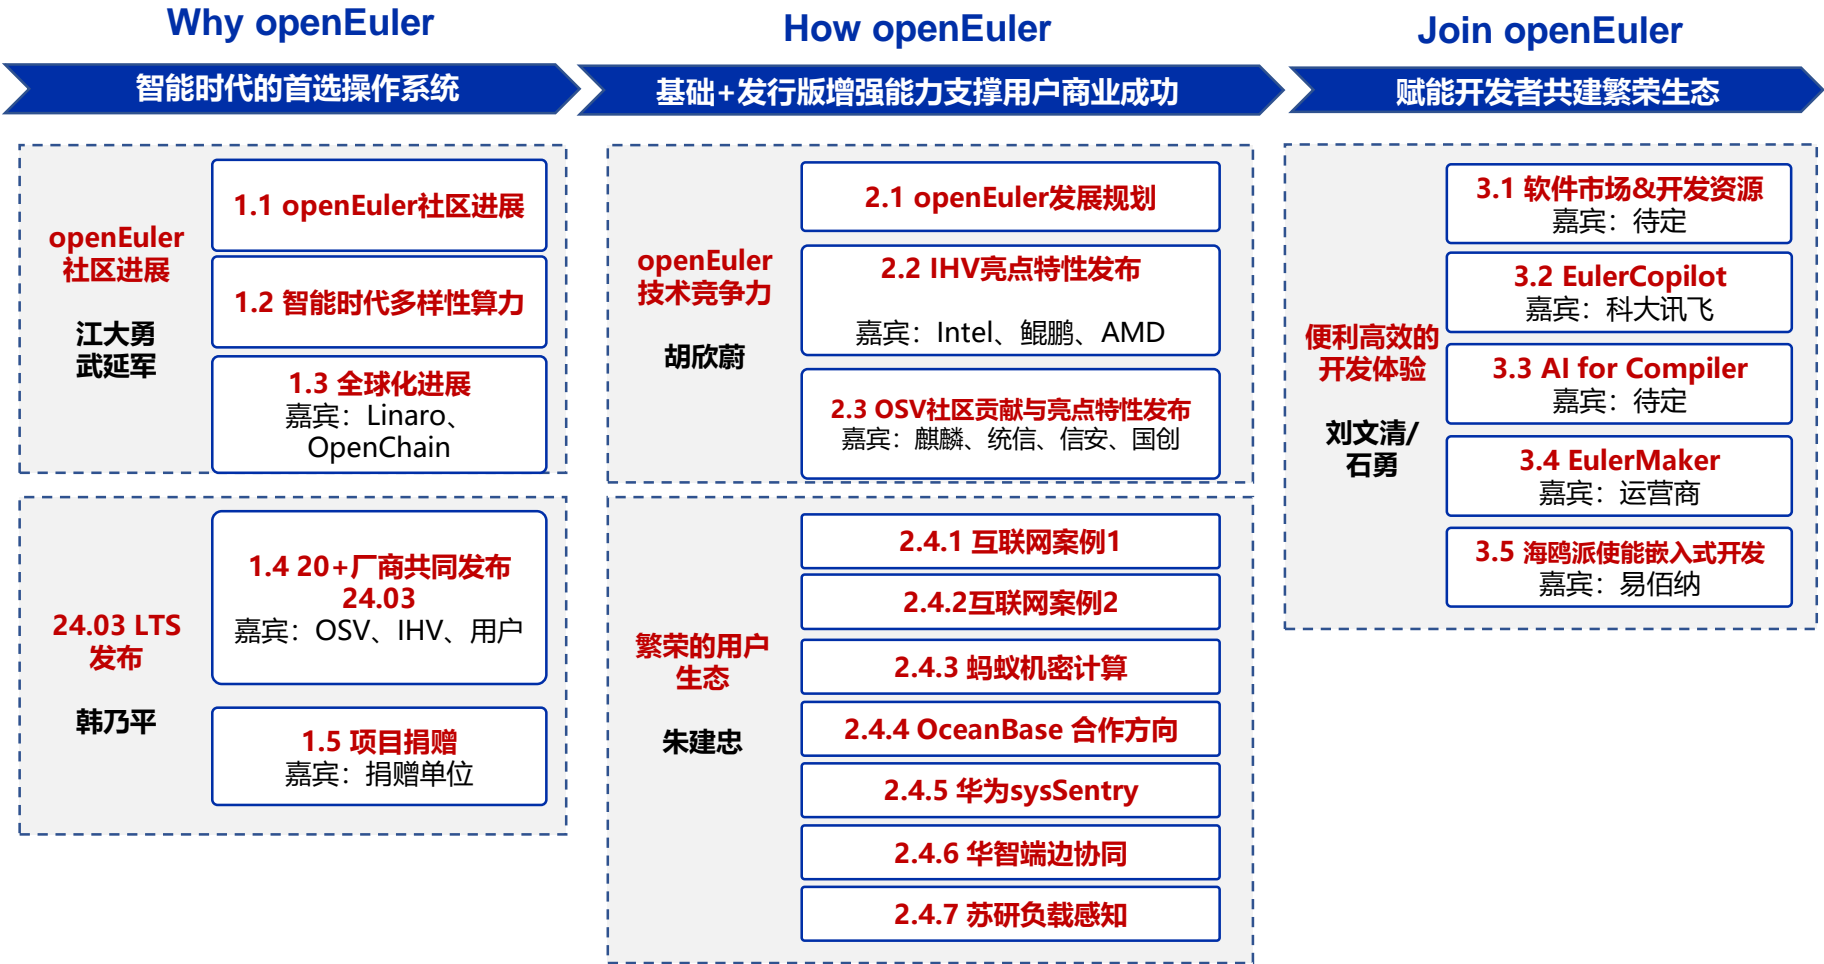 Why openEuler
智能时代的首选操作系统
openEuler
社区进展
江大勇
武延军
1.1 openEuler社区进展
1.2 智能时代多样性算力
1.3 全球化进展
嘉宾：Linaro、
OpenChain
24.03 LTS
发布
韩乃平
1.4 20+厂商共同发布
24.03
嘉宾：OSV、IHV、用户
1.5 项目捐赠
嘉宾：捐赠单位
How openEuler
基础+发行版增强能力支撑用户商业成功
openEuler
技术竞争力
胡欣蔚
2.1 openEuler发展规划
2.2 IHV亮点特性发布
嘉宾：Intel、鲲鹏、AMD
2.3 OSV社区贡献与亮点特性发布
嘉宾：麒麟、统信、信安、国创
繁荣的用户
生态
朱建忠
2.4.1 互联网案例1
2.4.2互联网案例2
2.4.3 蚂蚁机密计算
2.4.4 OceanBase 合作方向
2.4.5 华为sysSentry
2.4.6 华智端边协同
2.4.7 苏研负载感知
Join openEuler
赋能开发者共建繁荣生态
便利高效的
开发体验
刘文清/
石勇
3.1 软件市场&开发资源
嘉宾：待定
3.2 EulerCopilot
嘉宾：科大讯飞
3.3 AI for Compiler
嘉宾：待定
3.4 EulerMaker
嘉宾：运营商
3.5 海鸥派使能嵌入式开发
嘉宾：易佰纳